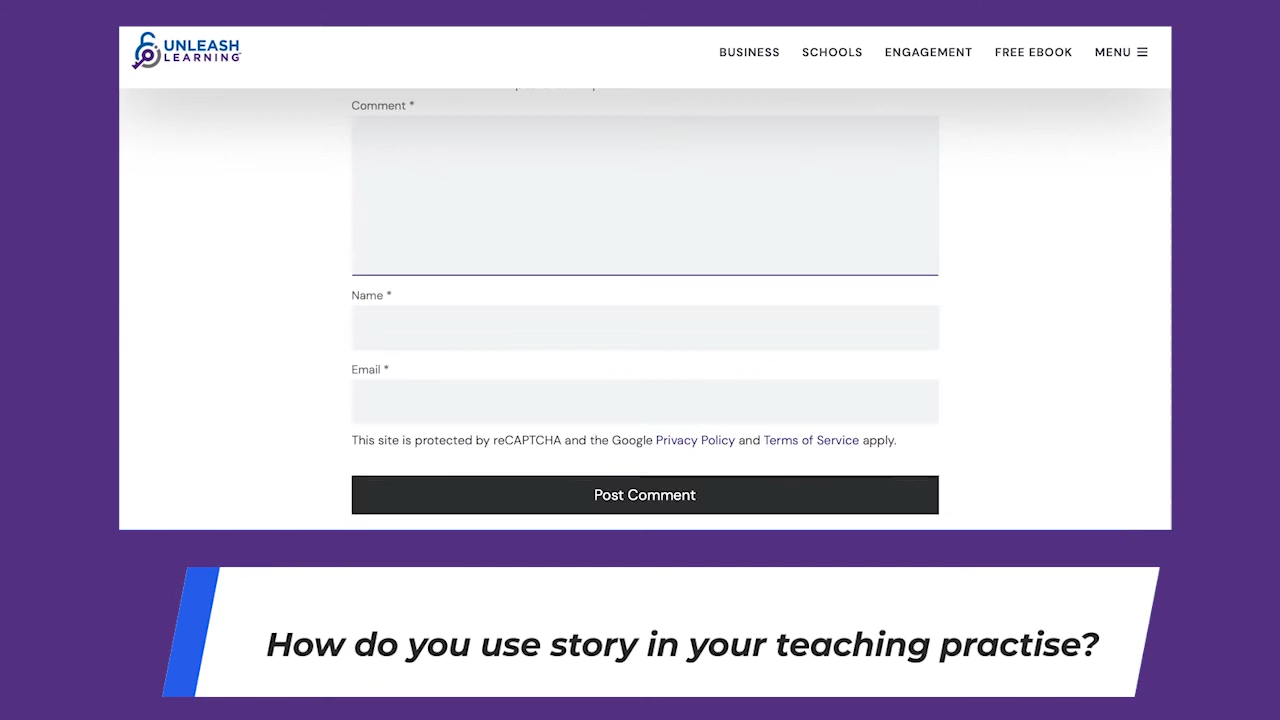 UNLEASH
LEARNING
BUSINESS SCHOOLS ENGAGEMENT FREE EBOOK MENU
Comment *
Name *
Email *
This site is protected by reCAPTCHA and the Google Privacy Policy and Terms of Service apply.
Post Comment
How do you use story in your teaching practise?